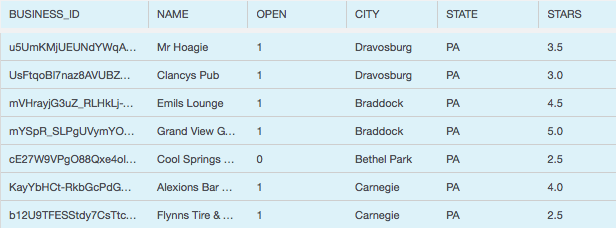 BUSINESS_ID NAME OPEN CITY STATE STARS
u5UmKMjUEUNdYWqA... Mr Hoagie 1 Dravosburg PA 3.5
UsFtqoBl7naz8AVUBZ... Clancys Pub 1 Dravosburg PA 3.0
mVHrayjG3uZ_RLHkLj-... Emils Lounge 1 Braddock PA 4.5
mYSpR_SLPgUVymYO... Grand View G... 1 Braddock PA 5.0
cE27W9VPgO88Qxe4ol... Cool Springs ... 0 Bethel Park PA 2.5
KayYbHCt-RkbGcPdG... Alexions Bar ... 1 Carnegie PA 4.0
b12U9TFESStdy7CsTtc... Flynns Tire & ... 1 Carnegie PA 2.5